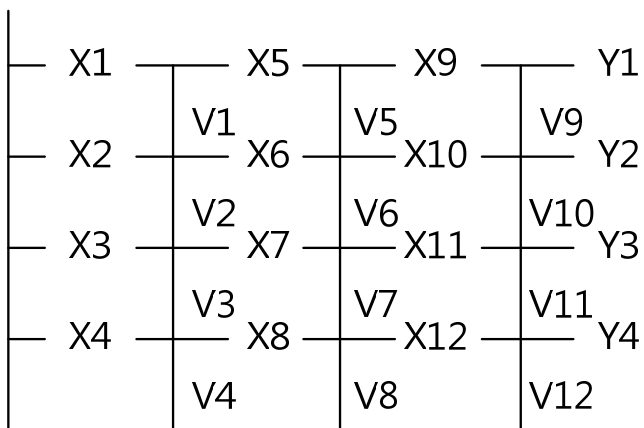 X1 X5 X9 Y1
V1 V5 V9
X2 X6 X10 Y2
V2 V6 V10
X3 X7 X11 Y3
V3 V7 V11
X4 X8 X12 Y4
V4 V8 V12